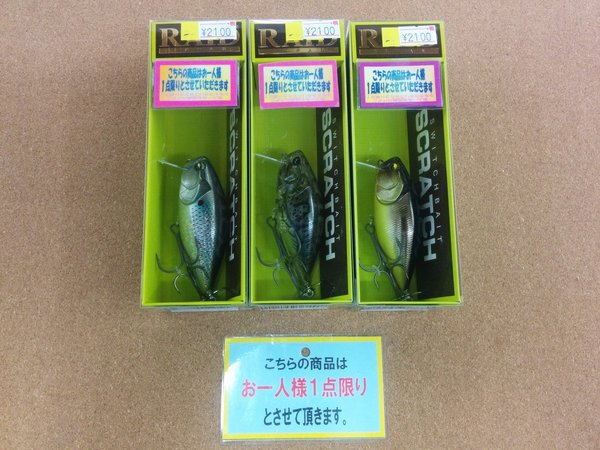 RAID
¥2100
こちらの商品はお一人様
1点限りとさせていただきます
SWITCHBAIT
SCRATCH
RAID
¥2100
こちらの商品はお一人様
1点限りとさせていただきます
SWITCHBAIT
SCRATCH
RAID
¥2100
こちらの商品はお一人様
1点限りとさせていただきます
SWITCHBAIT
SCRATCH
こちらの商品は
お一人様1点限り
とさせて頂きます。